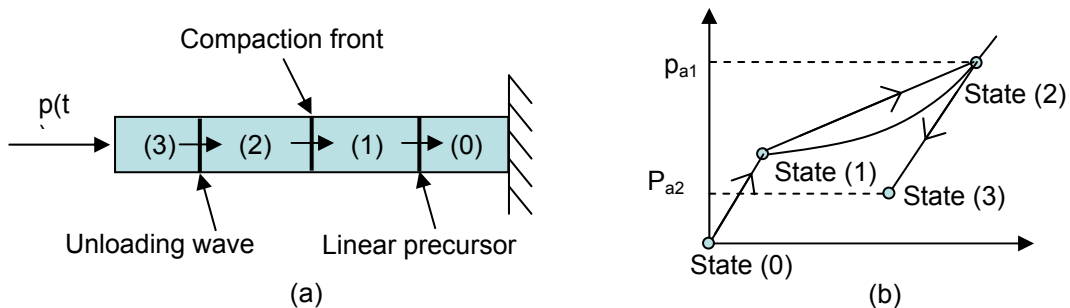 Compaction front
p(t
`
(3)
(2)
(1)
(0)
Unloading wave
Linear precursor
(a)
pa1
State (2)
State (1)
Pa2
State (3)
State (0)
(b)